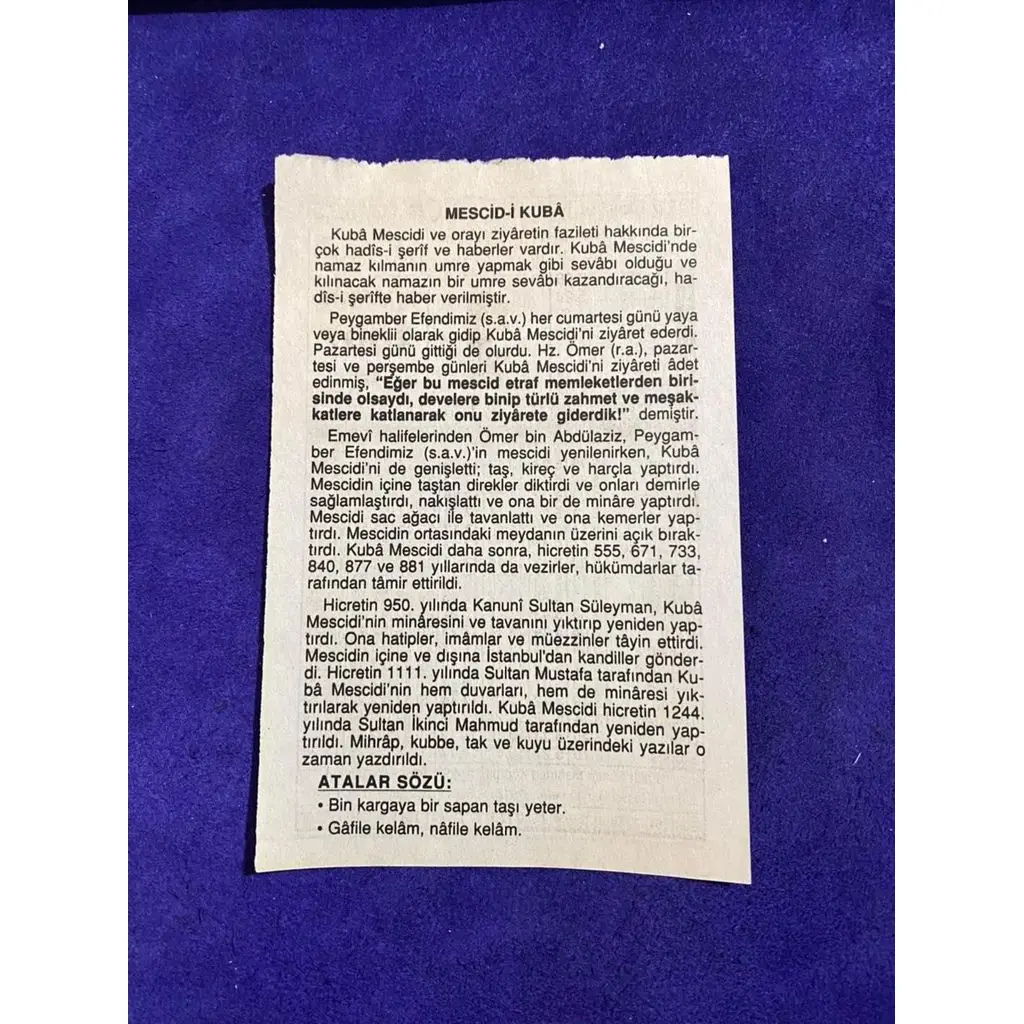 MESCİD-İ KUBÂ
Kubâ Mescidi ve orayı ziyâretin fazileti hakkında bir-
çok hadîs-i şerîf ve haberler vardır. Kubâ Mescidi'nde
namaz kılmanın umre yapmak gibi sevâbı olduğu ve
kılınacak namazın bir umre sevâbı kazandıracağı, ha-
dîs-i şerîfte haber verilmiştir.
Peygamber Efendimiz (s.a.v.) her cumartesi günü yaya
veya binekli olarak gidip Kubâ Mescidi'ni ziyâret ederdi.
Pazartesi günü gittiği de olurdu. Hz. Ömer (r.a.), pazar-
tesi ve perşembe günleri Kubâ Mescidi'ni ziyâreti âdet
edinmiş, "Eğer bu mescid etraf memleketlerden biri-
sinde olsaydı, develere binip türlü zahmet ve meşak-
katlere katlanarak onu ziyârete giderdik!" demiştir.
Emevî halifelerinden Ömer bin Abdülaziz, Peygam-
ber Efendimiz (s.a.v.)'in mescidi yenilenirken, Kubâ
Mescidi'ni de genişletti; taş, kireç ve harçla yaptırdı.
Mescidin içine taştan direkler diktirdi ve onları demirle
sağlamlaştırdı, nakışlattı ve ona bir de minâre yaptırdı.
Mescidi sac ağacı ile tavanlattı ve ona kemerler yap-
tırdı. Mescidin ortasındaki meydanın üzerini açık bırak-
tırdı. Kubâ Mescidi daha sonra, hicretin 555, 671, 733,
840, 877 ve 881 yıllarında da vezirler, hükümdarlar ta-
rafından tâmir ettirildi.
Hicretin 950. yılında Kanunî Sultan Süleyman, Kubâ
Mescidi'nin minâresini ve tavanını yıktırıp yeniden yap-
tırdı. Ona hatipler, imâmlar ve müezzinler tâyin ettirdi.
Mescidin içine ve dışına İstanbul'dan kandiller gönder-
di. Hicretin 1111. yılında Sultan Mustafa tarafından Ku-
bâ Mescidi'nin hem duvarları, hem de minâresi yık-
tırılarak yeniden yaptırıldı. Kubâ Mescidi hicretin 1244.
yılında Sultan İkinci Mahmud tarafından yeniden yap-
tırıldı. Mihrâp, kubbe, tak ve kuyu üzerindeki yazılar o
zaman yazdırıldı.
ATALAR SÖZÜ:
• Bin kargaya bir sapan taşı yeter.
• Gâfile kelâm, nâfile kelâm.